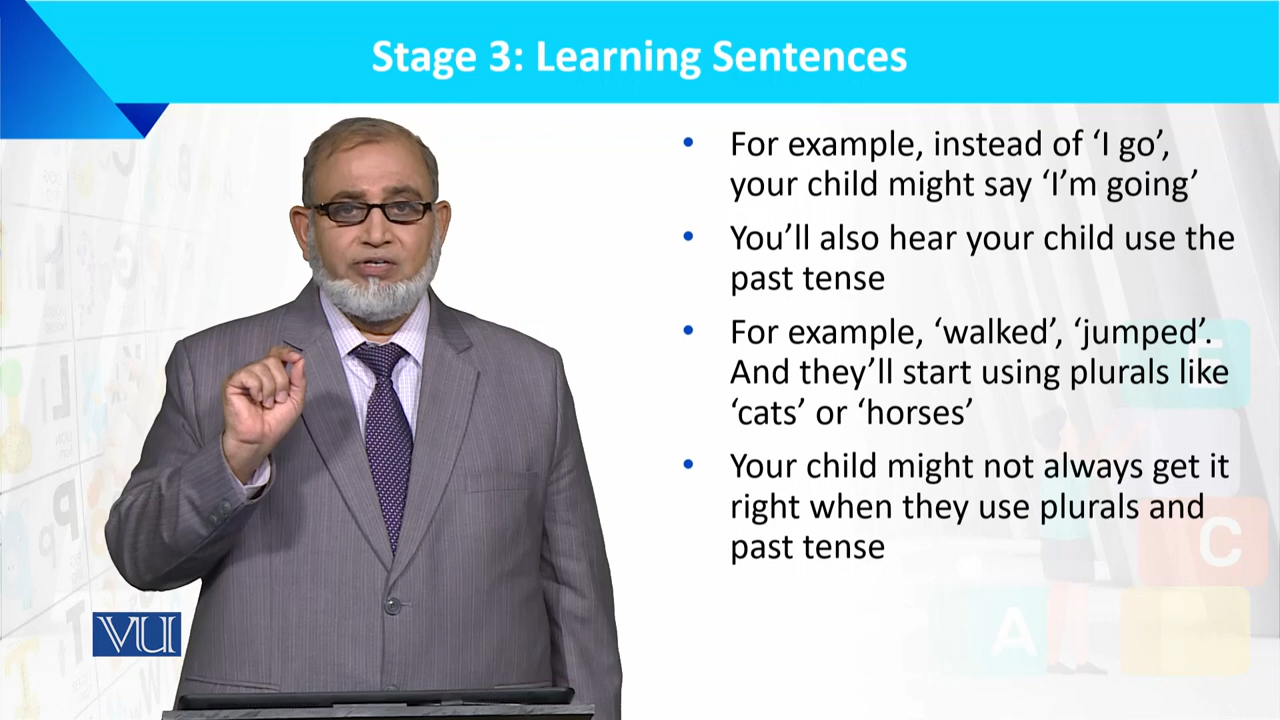 Stage 3: Learning Sentences
• For example, instead of ‘I go’,
your child might say ‘I’m going’
• You’ll also hear your child use the
past tense
• For example, ‘walked’, ‘jumped’.
And they’ll start using plurals like
‘cats’ or ‘horses’
• Your child might not always get it
right when they use plurals and
past tense
VU
E
C
A